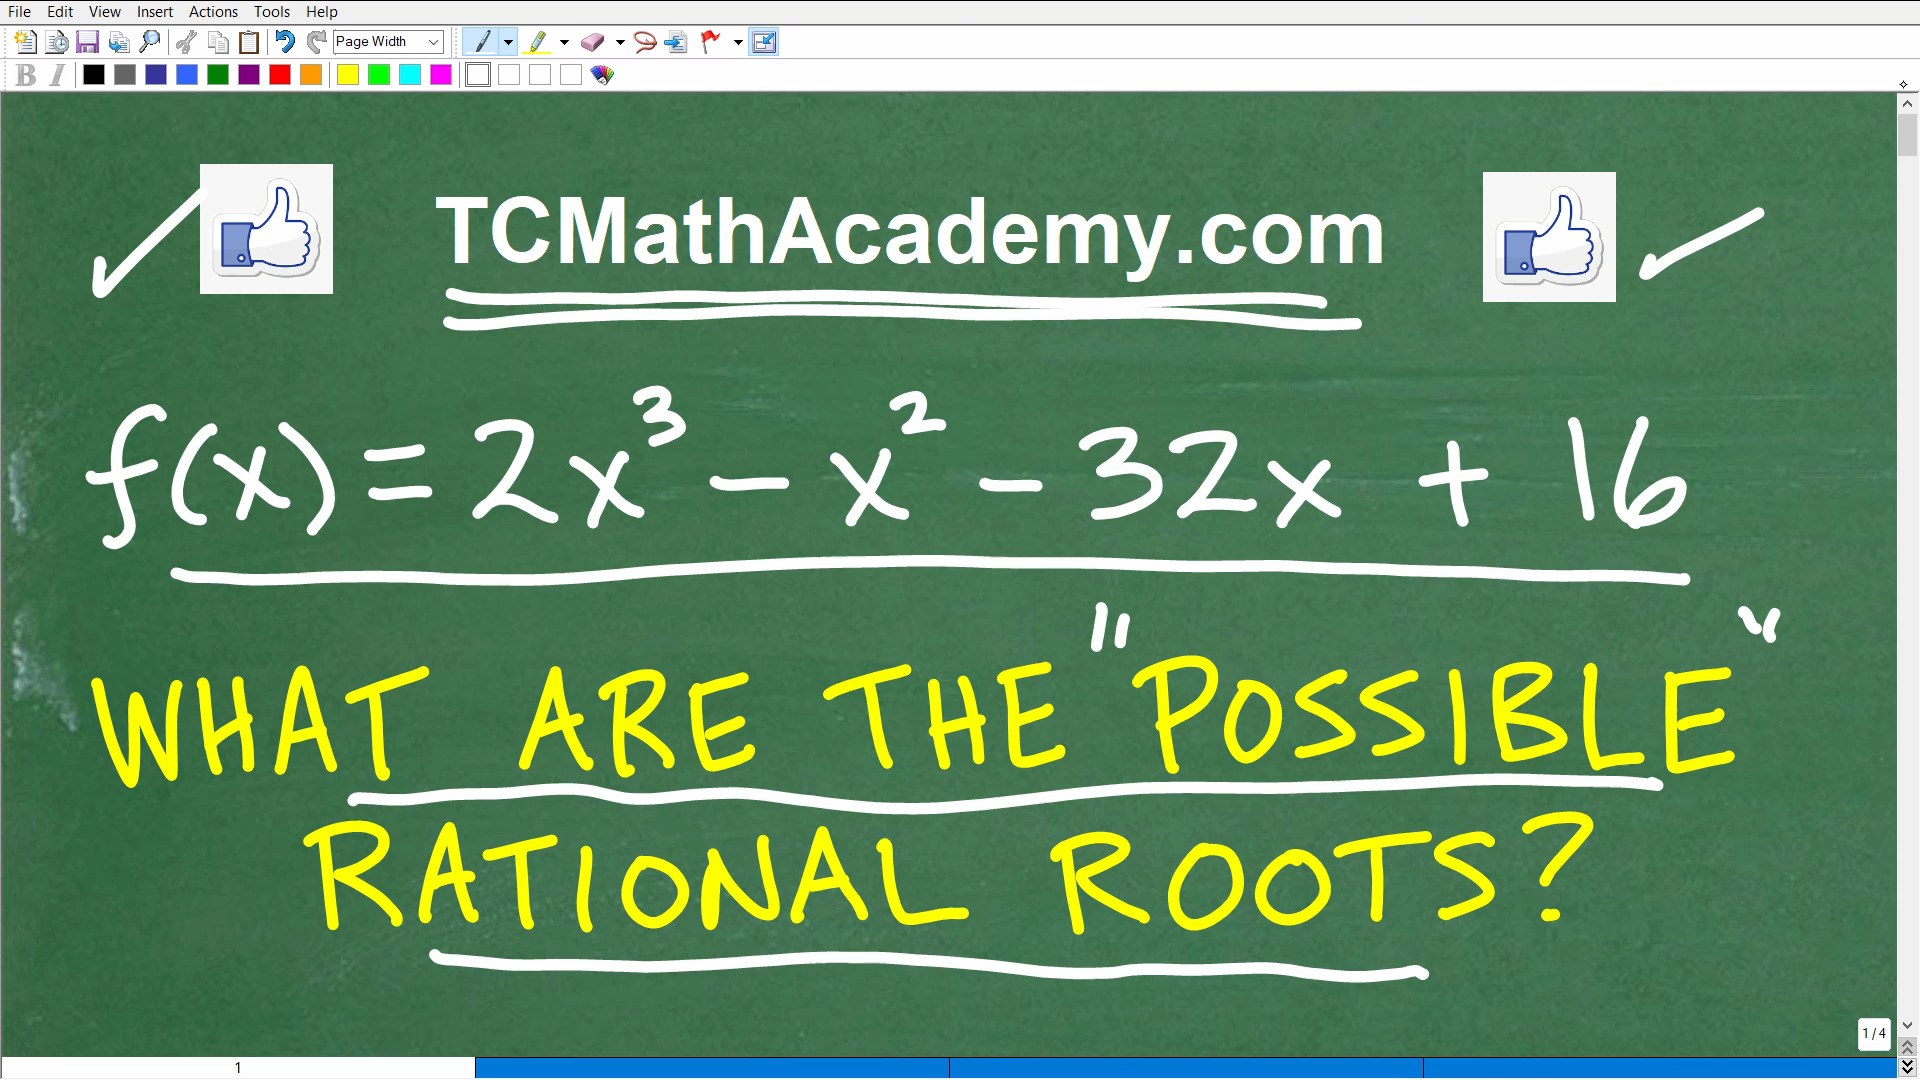 File Edit View Insert Actions Tools Help
Page Width
B I
TCMathAcademy.com
f(x) = 2x³ - x² - 32x + 16
WHAT ARE THE "POSSIBLE"
RATIONAL ROOTS?
1 / 4
1